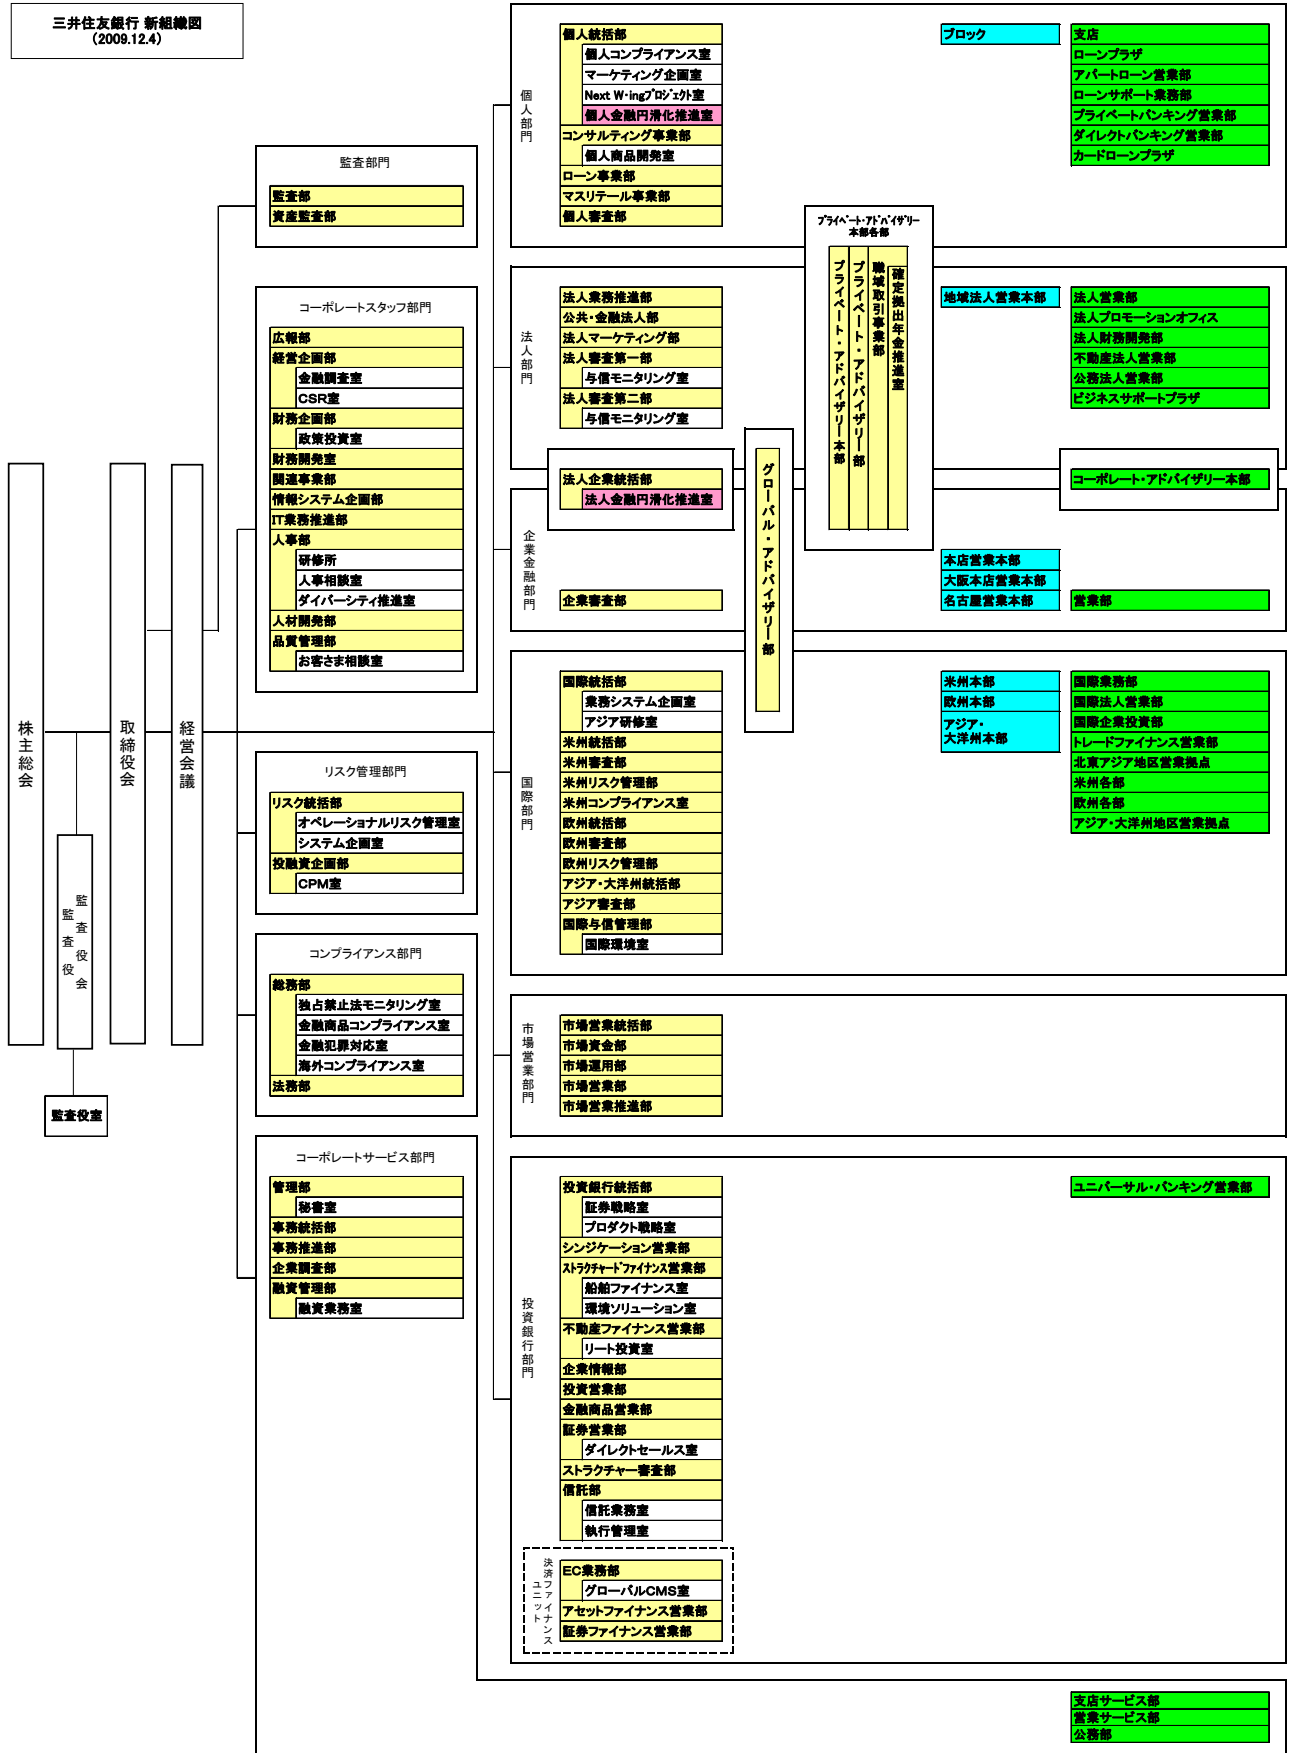 三井住友銀行 新組織図
(2009.12.4)
株主総会
監査役会
監査役
監査役室
取締役会
経営会議
監査部門
監査部
資産監査部
コーポレートスタッフ部門
広報部
経営企画部
金融調査室
CSR室
財務企画部
政策投資室
財務開発室
関連事業部
情報システム企画部
IT業務推進部
人事部
研修所
人事相談室
ダイバーシティ推進室
人材開発部
品質管理部
お客さま相談室
リスク管理部門
リスク統括部
オペレーショナルリスク管理室
システム企画室
投融資企画部
CPM室
コンプライアンス部門
総務部
独占禁止法モニタリング室
金融商品コンプライアンス室
金融犯罪対応室
海外コンプライアンス室
法務部
コーポレートサービス部門
管理部
秘書室
事務統括部
事務推進部
企業調査部
融資管理部
融資業務室
個人部門
個人統括部
個人コンプライアンス室
マーケティング企画室
Next W・ingプロジェクト室
個人金融円滑化推進室
コンサルティング事業部
個人商品開発室
ローン事業部
マスリテール事業部
個人審査部
ブロック
支店
ローンプラザ
アパートローン営業部
ローンサポート業務部
プライベートバンキング営業部
ダイレクトバンキング営業部
カードローンプラザ
プライベート・アドバイザリー
本部各部
プライベート・アドバイザリー本部
プライベート・アドバイザリー部
職域取引事業部
確定拠出年金推進室
法人部門
法人業務推進部
公共・金融法人部
法人マーケティング部
法人審査第一部
与信モニタリング室
法人審査第二部
与信モニタリング室
地域法人営業本部
法人営業部
法人プロモーションオフィス
法人財務開発部
不動産法人営業部
公務法人営業部
ビジネスサポートプラザ
法人企業統括部
法人金融円滑化推進室
グローバル・アドバイザリー部
コーポレート・アドバイザリー本部
企業金融部門
企業審査部
本店営業本部
大阪本店営業本部
名古屋営業本部
営業部
国際部門
国際統括部
業務システム企画室
アジア研修室
米州統括部
米州審査部
米州リスク管理部
米州コンプライアンス室
欧州統括部
欧州審査部
欧州リスク管理部
アジア・大洋州統括部
アジア審査部
国際与信管理部
国際環境室
米州本部
欧州本部
アジア・
大洋州本部
国際業務部
国際法人営業部
国際企業投資部
トレードファイナンス営業部
北東アジア地区営業拠点
米州各部
欧州各部
アジア・大洋州地区営業拠点
市場営業部門
市場営業統括部
市場資金部
市場運用部
市場営業部
市場営業推進部
投資銀行部門
投資銀行統括部
証券戦略室
プロダクト戦略室
シンジケーション営業部
ストラクチャードファイナンス営業部
船舶ファイナンス室
環境ソリューション室
不動産ファイナンス営業部
リート投資室
企業情報部
投資営業部
金融商品営業部
証券営業部
ダイレクトセールス室
ストラクチャー審査部
信託部
信託業務室
執行管理室
ユニバーサル・バンキング営業部
決済ファイナンス
ユニット
EC業務部
グローバルCMS室
アセットファイナンス営業部
証券ファイナンス営業部
支店サービス部
営業サービス部
公務部